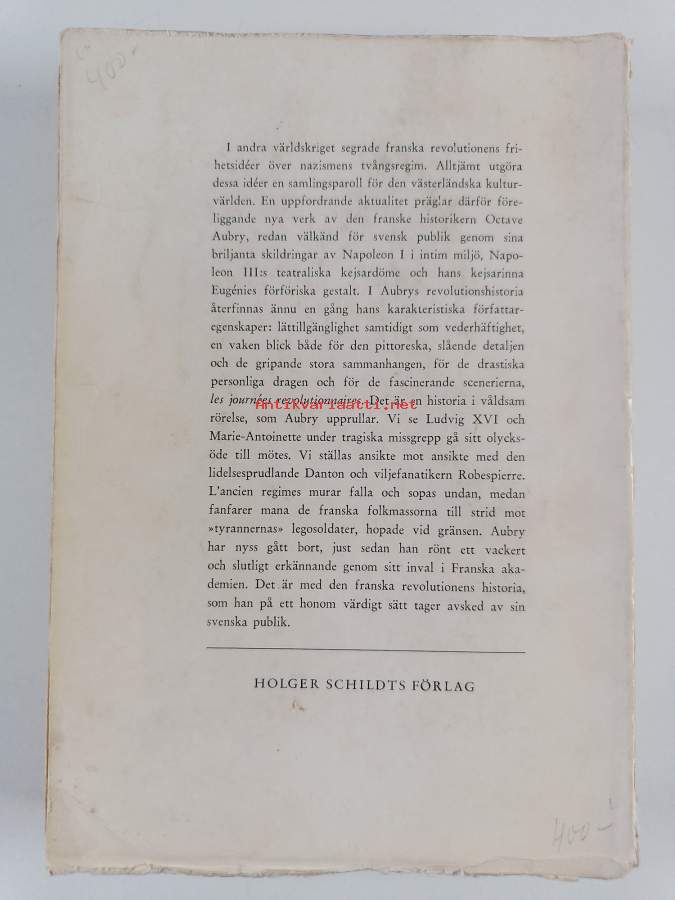 400-
I andra världskriget segrade franska revolutionens fri-
hetsidéer över nazismens tvångsregim. Alltjämt utgöra
dessa idéer en samlingsparoll för den västerländska kultur-
världen. En uppfordrande aktualitet präglar därför före-
liggande nya verk av den franske historikern Octave
Aubry, redan välkänd för svensk publik genom sina
briljanta skildringar av Napoleon I i intim miljö, Napo-
leon III:s teatraliska kejsardöme och hans kejsarinna
Eugénies förföriska gestalt. I Aubrys revolutionshistoria
återfinnas ännu en gång hans karakteristiska författar-
egenskaper: lättillgänglighet samtidigt som vederhäftighet,
en vaken blick både för den pittoreska, slående detaljen
och de gripande stora sammanhangen, för de drastiska
personliga dragen och för de fascinerande scenerierna,
les journées revolutionnaires. Det är en historia i våldsam
Antikvariaatti.net
rörelse, som Aubry upprullar. Vi se Ludvig XVI och
Marie-Antoinette under tragiska missgrepp gå sitt olycks-
öde till mötes. Vi ställas ansikte mot ansikte med den
lidelsesprudlande Danton och viljefanatikern Robespierre.
L'ancien regimes murar falla och sopas undan, medan
fanfarer mana de franska folkmassorna till strid mot
»tyrannernas» legosoldater, hopade vid gränsen. Aubry
har nyss gått bort, just sedan han rönt ett vackert
och slutligt erkännande genom sitt inval i Franska aka-
demien. Det är med den franska revolutionens historia,
som han på ett honom värdigt sätt tager avsked av sin
svenska publik.
HOLGER SCHILDTS FÖRLAG
400-